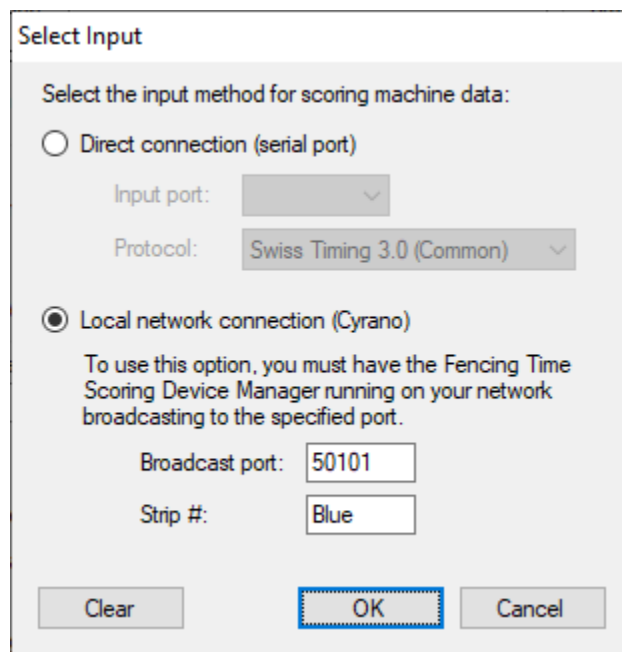 Select Input
Select the input method for scoring machine data:
Direct connection (serial port)
Input port:
Protocol: Swiss Timing 3.0 (Common)
Local network connection (Cyrano)
To use this option, you must have the Fencing Time
Scoring Device Manager running on your network
broadcasting to the specified port.
Broadcast port: 50101
Strip #: Blue
Clear OK Cancel